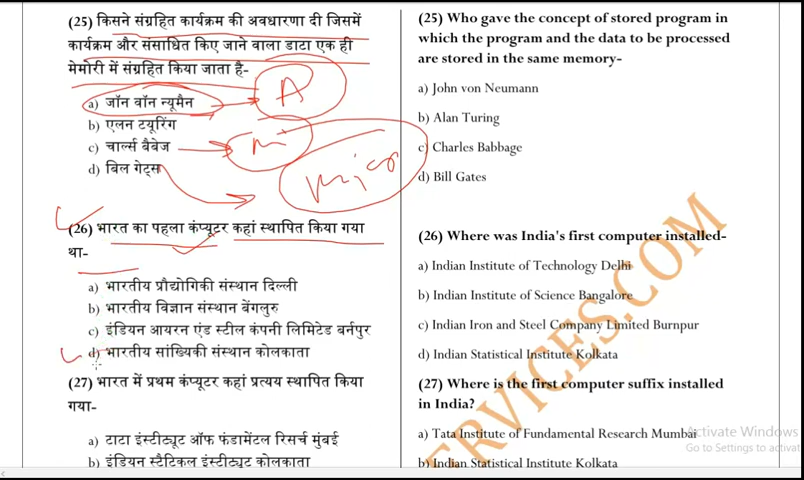 (25) किसने संग्रहित कार्यक्रम की अवधारणा दी जिसमें
कार्यक्रम और संसाधित किए जाने वाला डाटा एक ही
मेमोरी में संग्रहित किया जाता है-
a) जॉन वॉन न्यूमैन
b) एलन टयूरिंग
c) चार्ल्स बैबेज
d) बिल गेट्स
A
m
(26) भारत का पहला कंप्यूटर कहां स्थापित किया गया
था-
a) भारतीय प्रौद्योगिकी संस्थान दिल्ली
b) भारतीय विज्ञान संस्थान बेंगलुरु
c) इंडियन आयरन एंड स्टील कंपनी लिमिटेड बर्नपुर
d) भारतीय सांख्यिकी संस्थान कोलकाता
(27) भारत में प्रथम कंप्यूटर कहां प्रत्यय स्थापित किया
गया-
a) टाटा इंस्टीट्यूट ऑफ फंडामेंटल रिसर्च मुंबई
b) इंडियन स्टैटिकल इंस्टीट्यूट कोलकाता
(25) Who gave the concept of stored program in
which the program and the data to be processed
are stored in the same memory-
a) John von Neumann
b) Alan Turing
c) Charles Babbage
d) Bill Gates
(26) Where was India's first computer installed-
a) Indian Institute of Technology Delhi
b) Indian Institute of Science Bangalore
c) Indian Iron and Steel Company Limited Burnpur
d) Indian Statistical Institute Kolkata
(27) Where is the first computer suffix installed
in India?
a) Tata Institute of Fundamental Research Mumbai
b) Indian Statistical Institute Kolkata
ERVICES.COM
Activate Windows
Go to Settings to activat